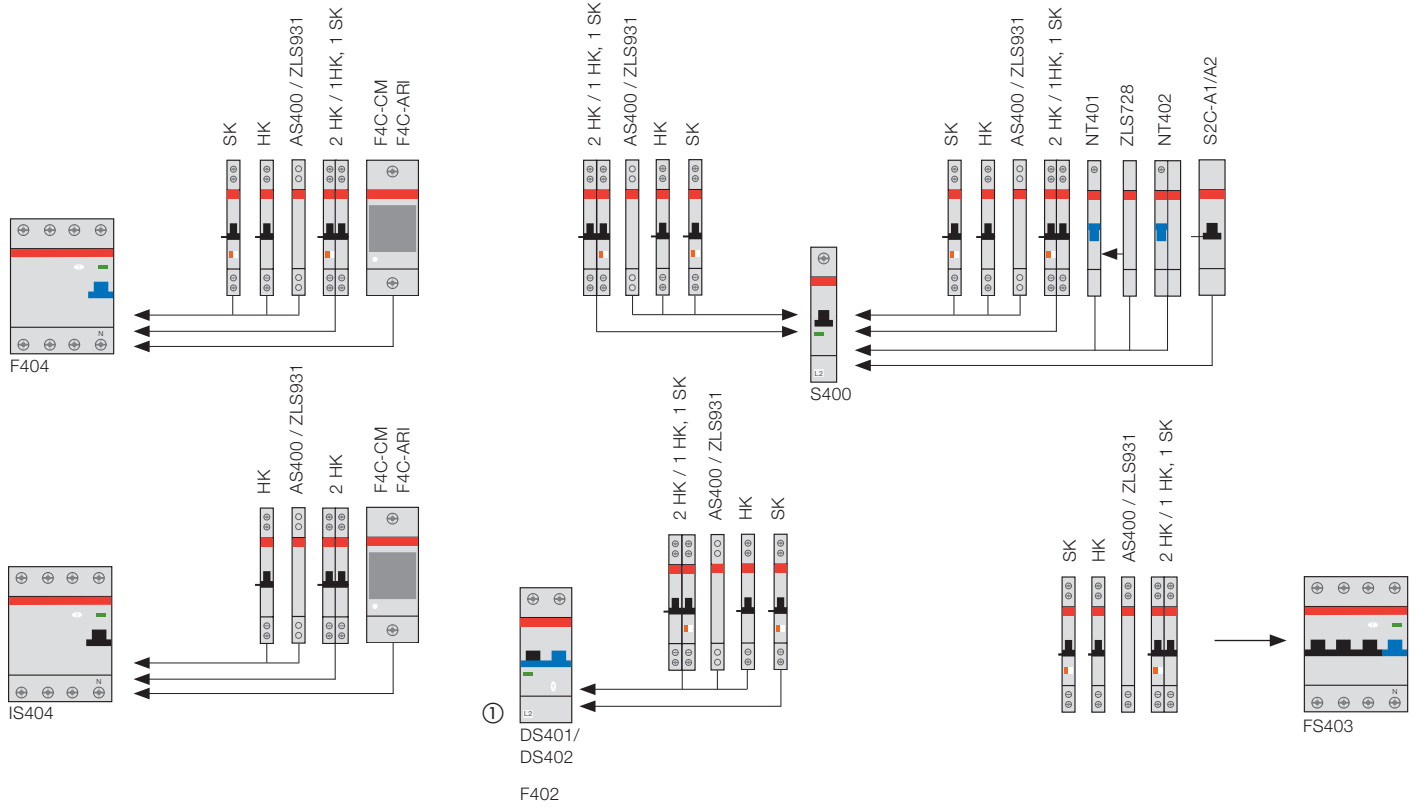 SK
HK
AS400 / ZLS931
2 HK / 1HK, 1 SK
F4C-CM
F4C-ARI
N
F404
2 HK / 1 HK, 1 SK
AS400 / ZLS931
HK
SK
SK
HK
AS400 / ZLS931
2 HK / 1HK, 1 SK
NT401
ZLS728
NT402
S2C-A1/A2
L2
S400
HK
AS400 / ZLS931
2 HK
F4C-CM
F4C-ARI
N
IS404
2 HK / 1 HK, 1 SK
AS400 / ZLS931
HK
SK
①
L2
DS401/
DS402
F402
SK
HK
AS400 / ZLS931
2 HK / 1 HK, 1 SK
N
FS403